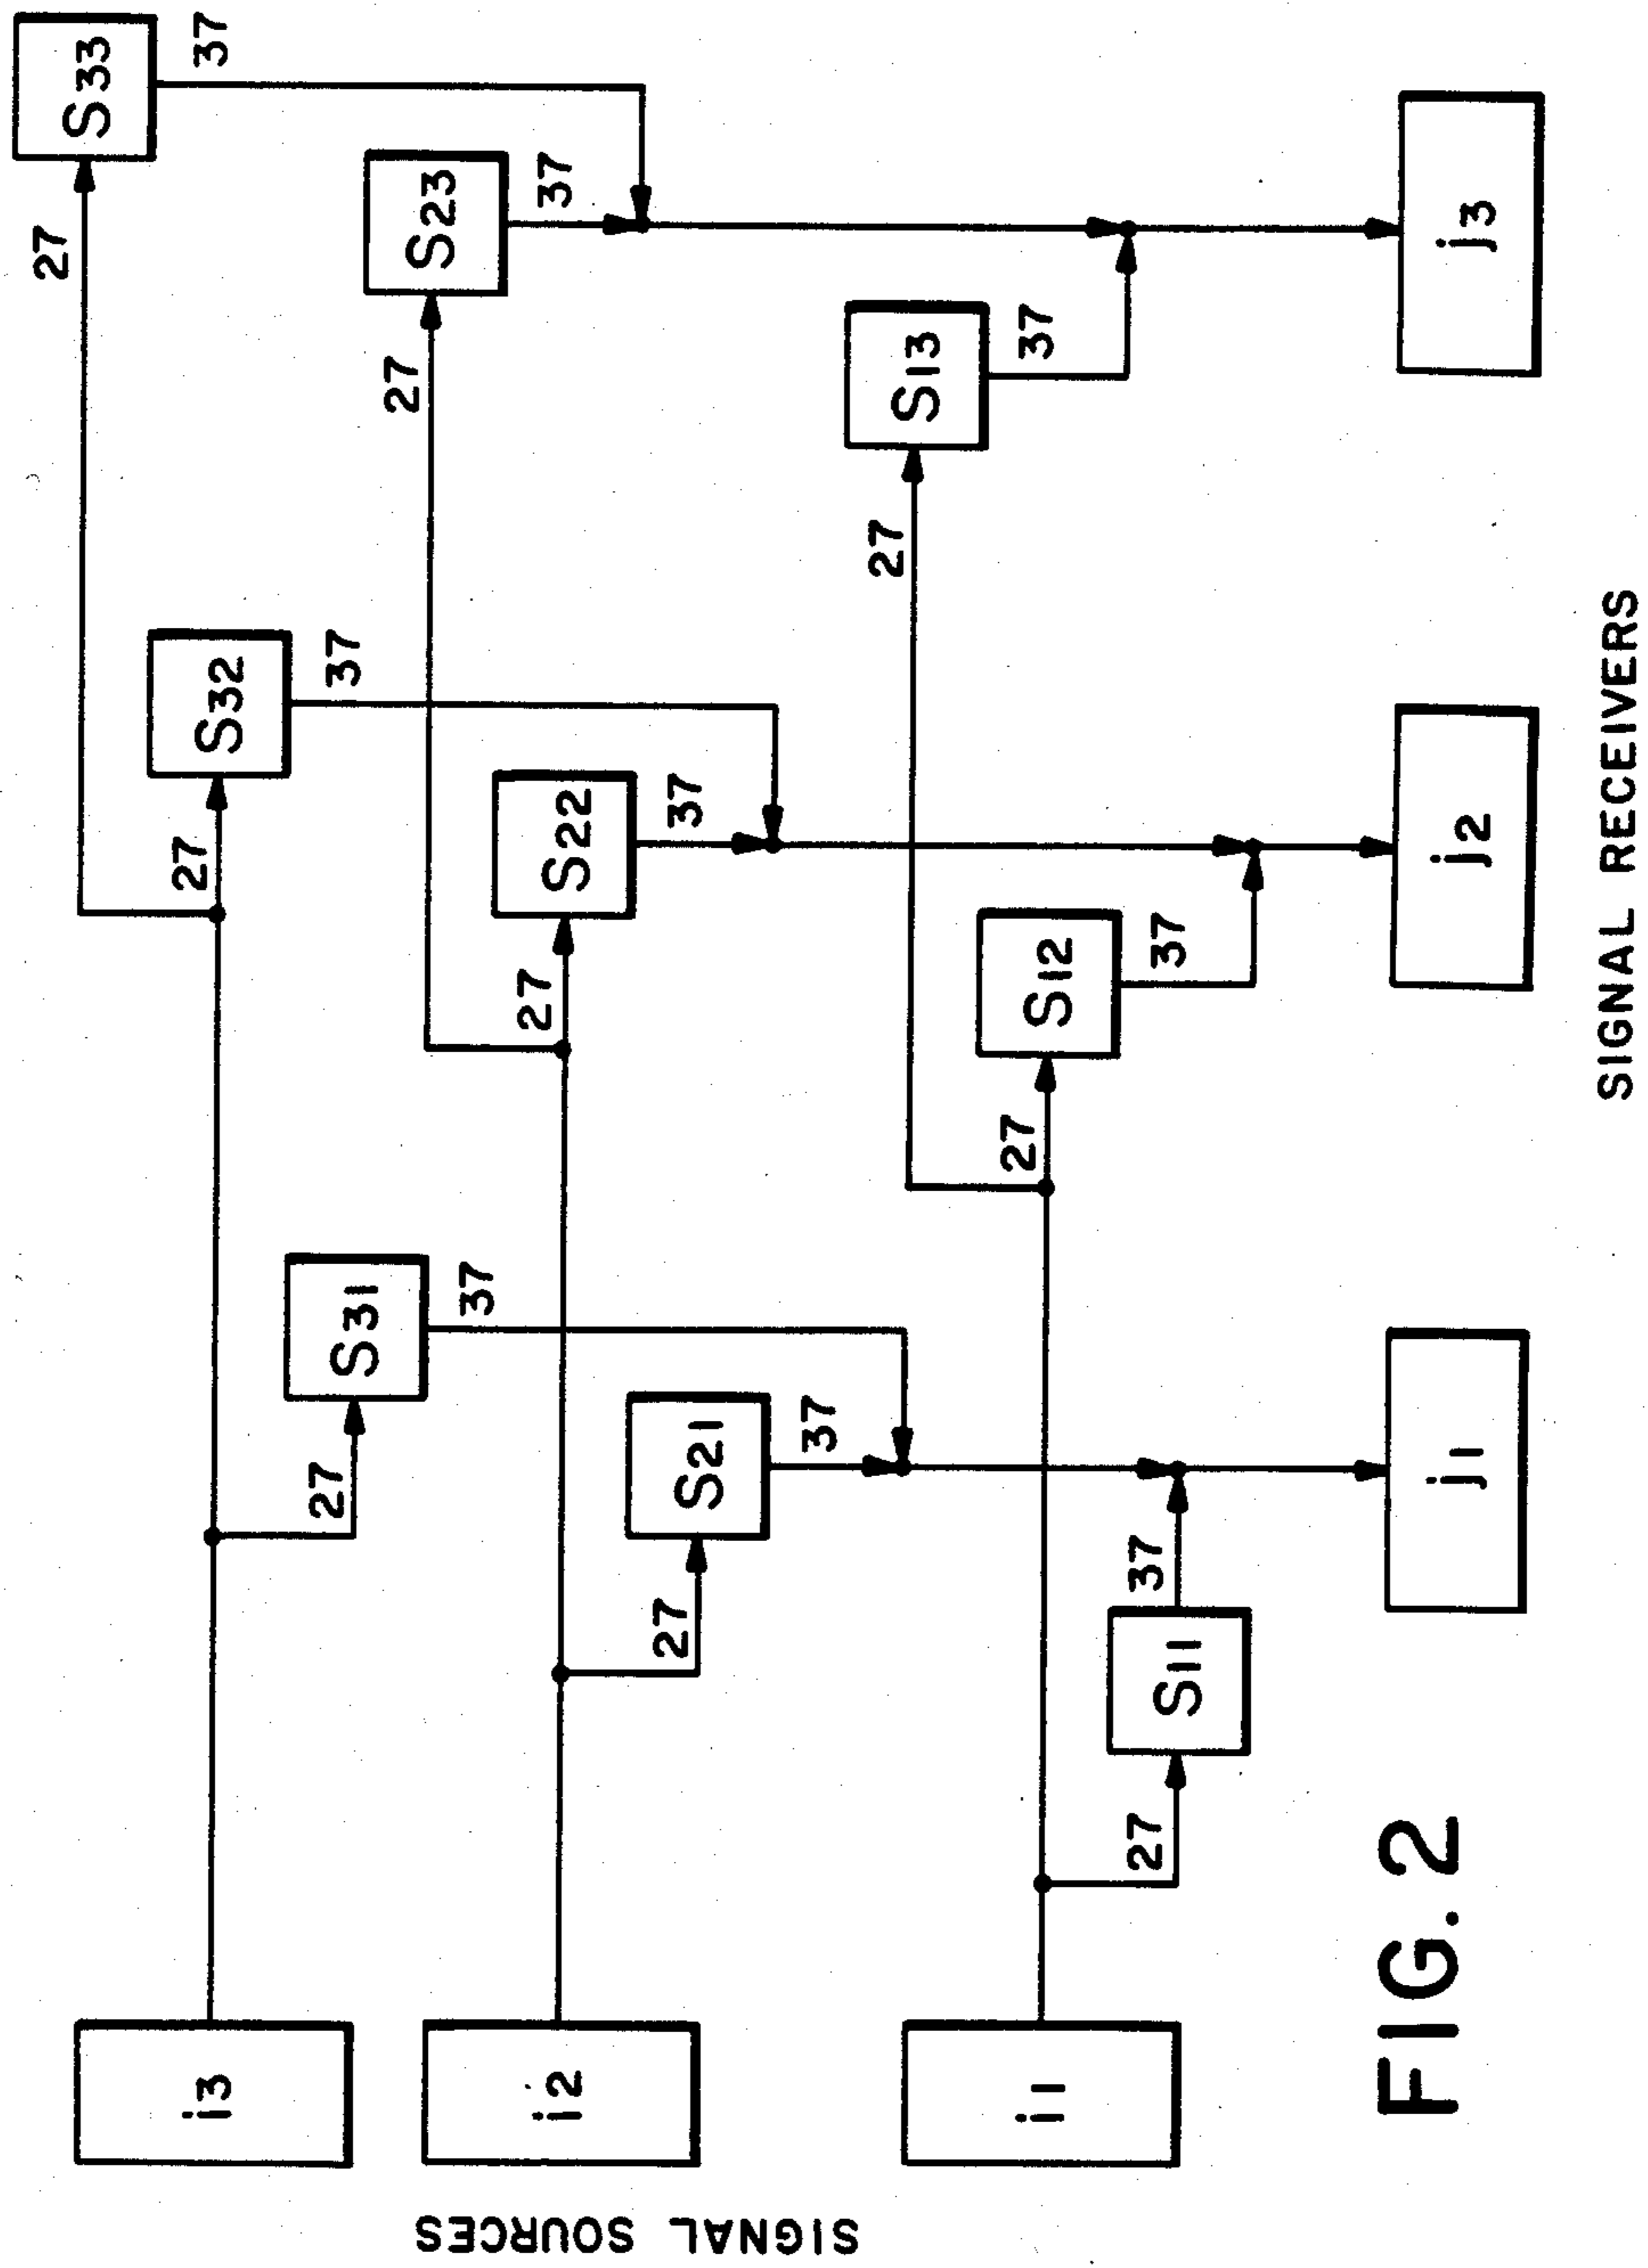 S33
27
37
S23
27
37
S32
27
37
S13
27
37
S22
27
37
S31
27
37
S12
27
37
S21
27
37
S11
27
37
i3
i2
i1
j1
j2
j3
SIGNAL SOURCES
SIGNAL RECEIVERS
FIG. 2